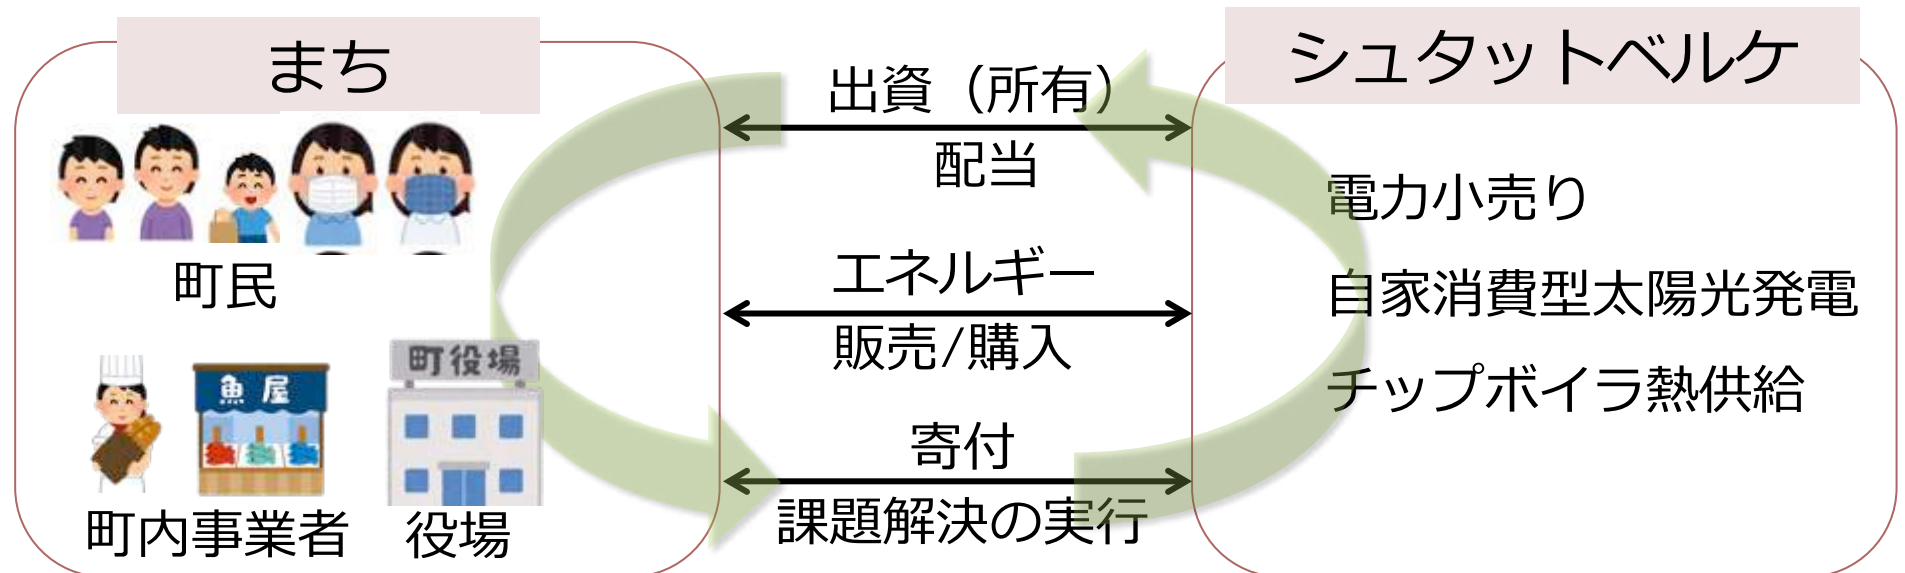 まち
町民
魚屋
町役場
町内事業者
役場
出資（所有）
配当
エネルギー
販売/購入
寄付
課題解決の実行
シュタットベルケ
電力小売り
自家消費型太陽光発電
チップボイラ熱供給